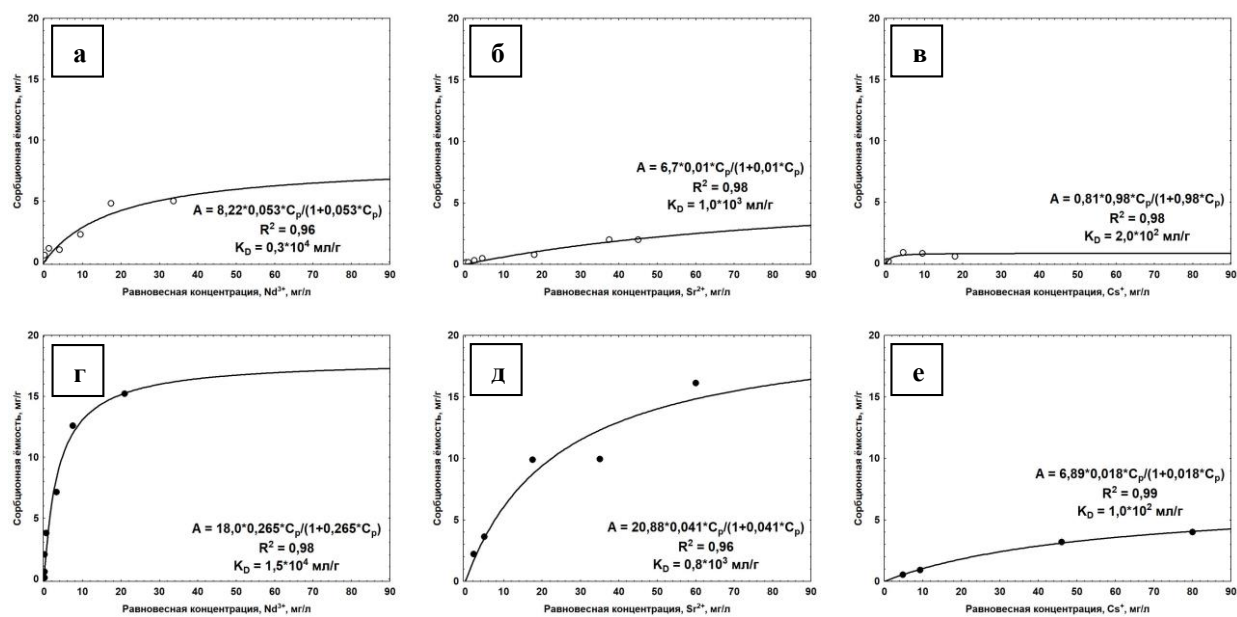 а
Сорбционная ёмкость, мг/г
20
15
10
5
0
A = 8,22*0,053*Cp/(1+0,053*Cp)
R² = 0,96
KD = 0,3*10⁴ мл/г
0 10 20 30 40 50 60 70 80 90
Равновесная концентрация, Nd³⁺, мг/л
б
Сорбционная ёмкость, мг/г
20
15
10
5
0
A = 6,7*0,01*Cp/(1+0,01*Cp)
R² = 0,98
KD = 1,0*10³ мл/г
0 10 20 30 40 50 60 70 80 90
Равновесная концентрация, Sr²⁺, мг/л
в
Сорбционная ёмкость, мг/г
20
15
10
5
0
A = 0,81*0,98*Cp/(1+0,98*Cp)
R² = 0,98
KD = 2,0*10² мл/г
0 10 20 30 40 50 60 70 80 90
Равновесная концентрация, Cs⁺, мг/л
г
Сорбционная ёмкость, мг/г
20
15
10
5
0
A = 18,0*0,265*Cp/(1+0,265*Cp)
R² = 0,98
KD = 1,5*10⁴ мл/г
0 10 20 30 40 50 60 70 80 90
Равновесная концентрация, Nd³⁺, мг/л
д
Сорбционная ёмкость, мг/г
20
15
10
5
0
A = 20,88*0,041*Cp/(1+0,041*Cp)
R² = 0,96
KD = 0,8*10³ мл/г
0 10 20 30 40 50 60 70 80 90
Равновесная концентрация, Sr²⁺, мг/л
е
Сорбционная ёмкость, мг/г
20
15
10
5
0
A = 6,89*0,018*Cp/(1+0,018*Cp)
R² = 0,99
KD = 1,0*10² мл/г
0 10 20 30 40 50 60 70 80 90
Равновесная концентрация, Cs⁺, мг/л